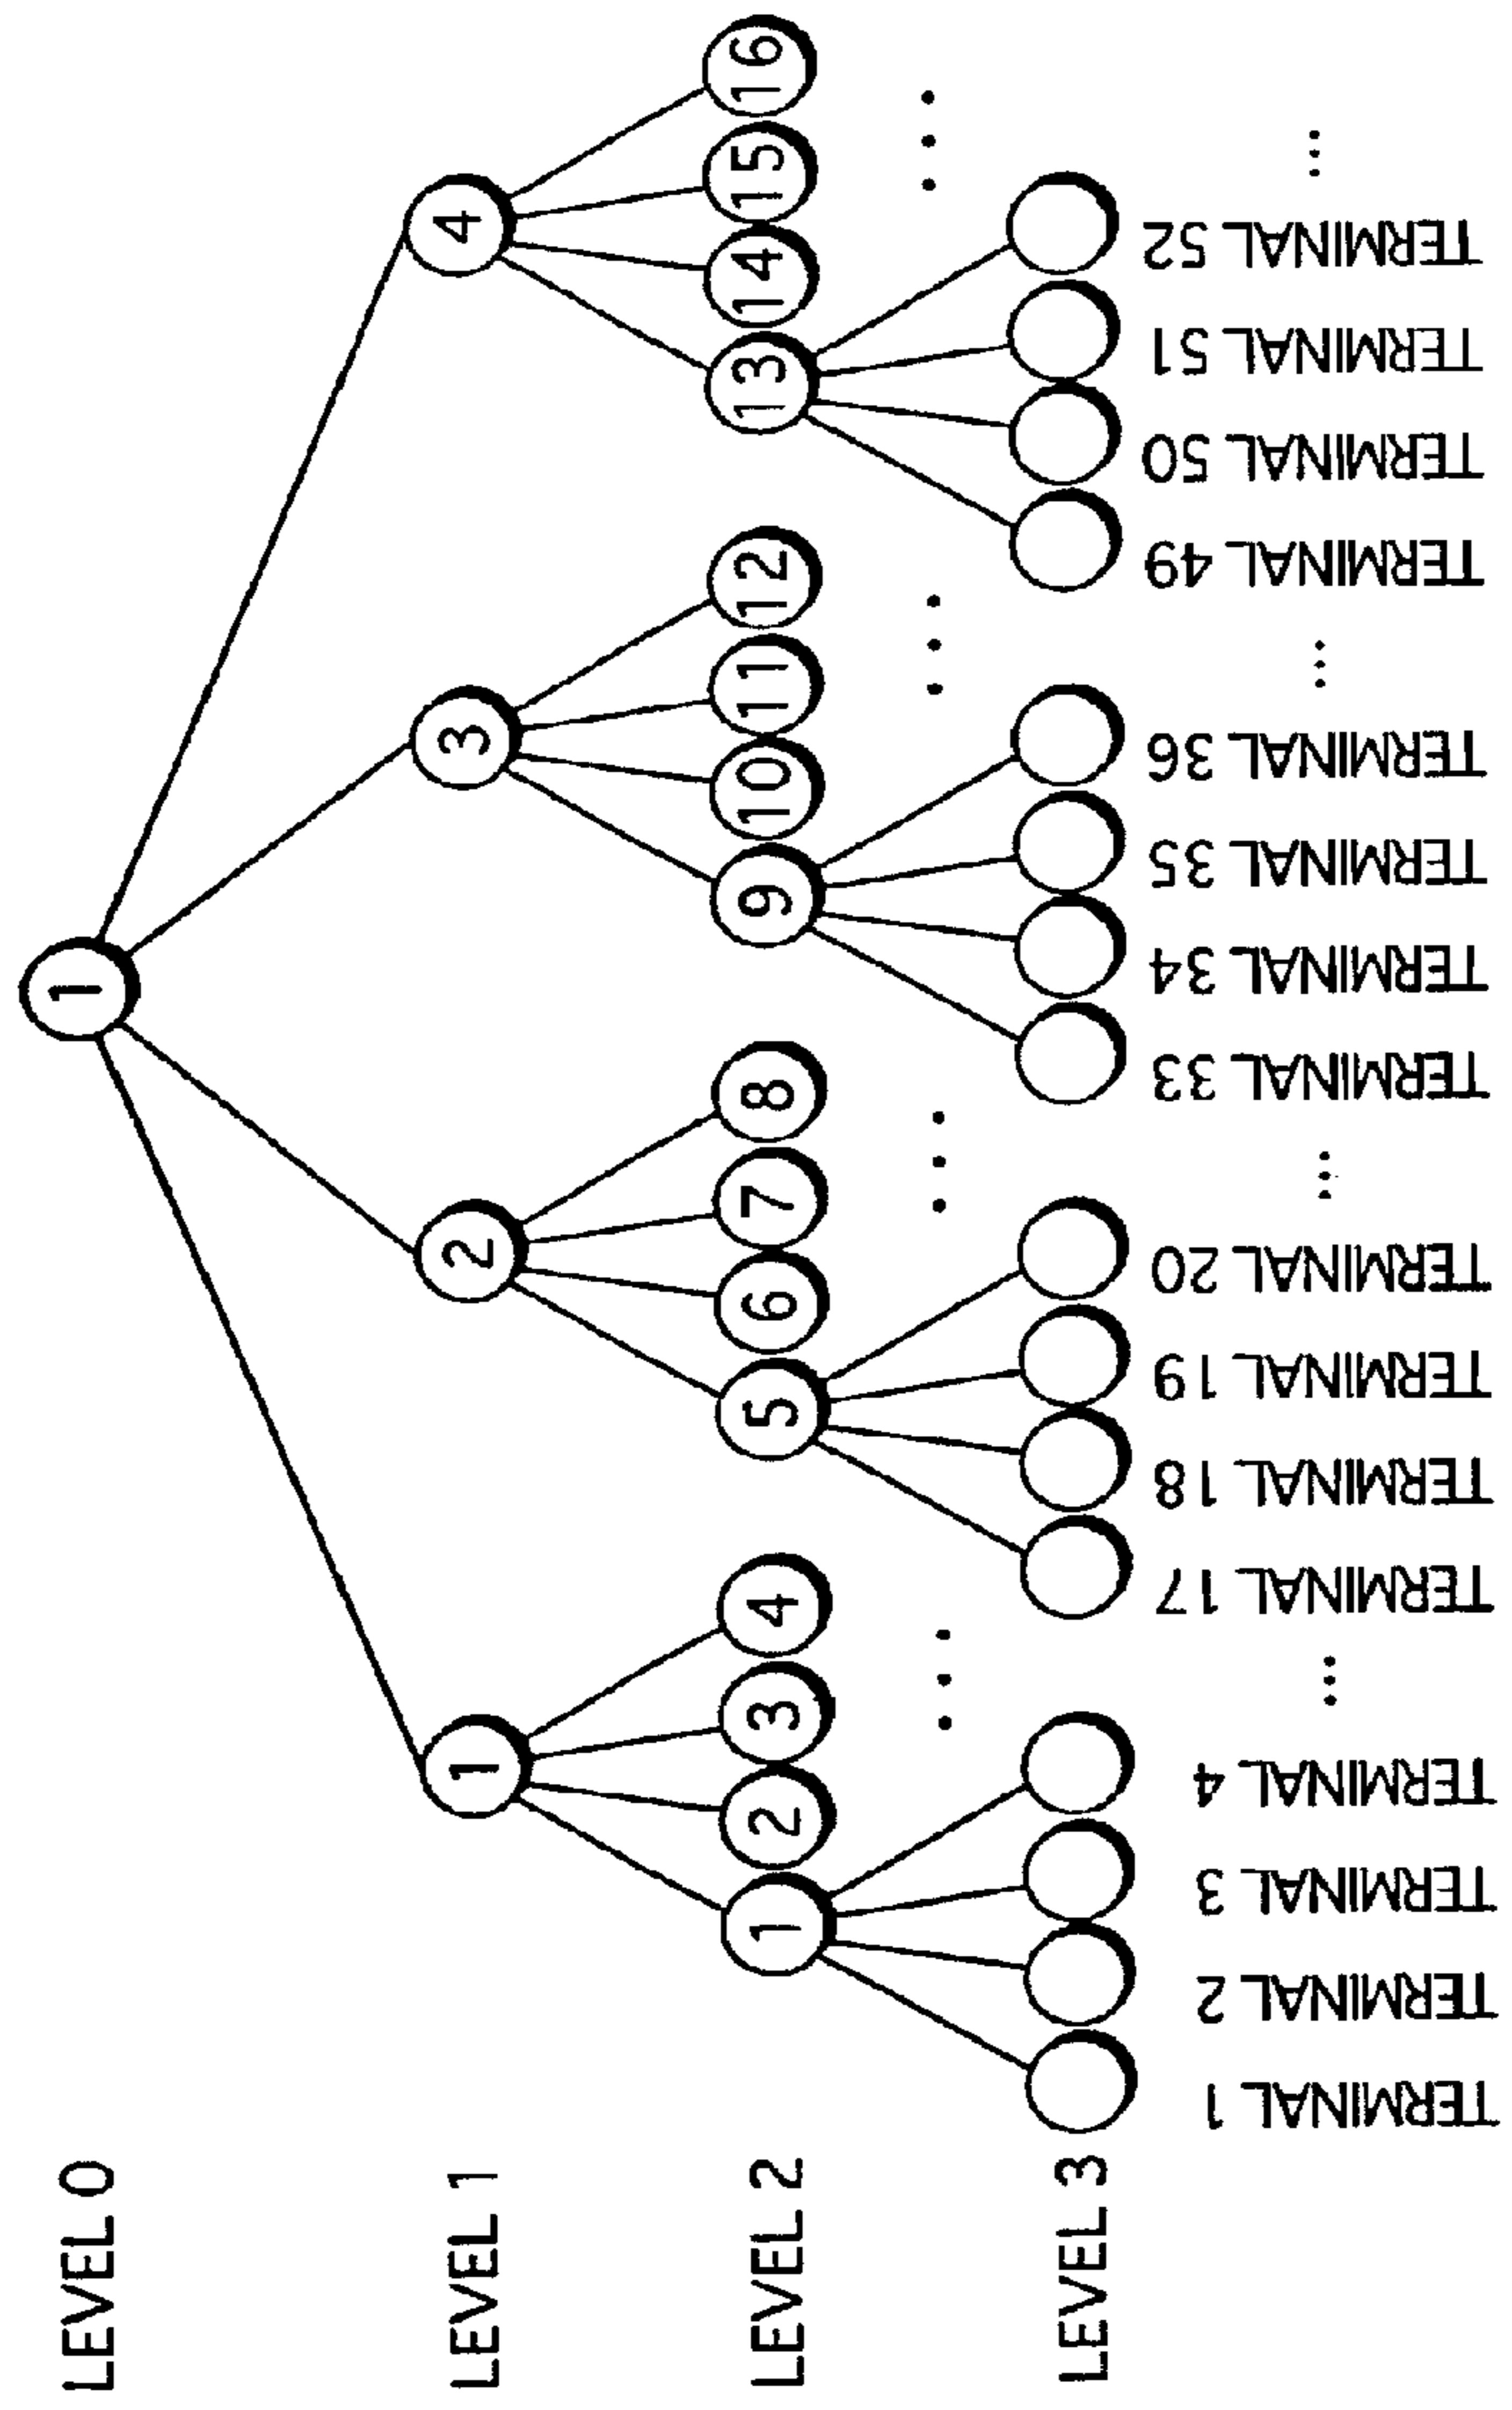 LEVEL 0
1
LEVEL 1
1 2 3 4
LEVEL 2
1 2 3 4 5 6 7 8 9 10 11 12 13 14 15 16
... ... ... ...
LEVEL 3
TERMINAL 1
TERMINAL 2
TERMINAL 3
TERMINAL 4
...
TERMINAL 17
TERMINAL 18
TERMINAL 19
TERMINAL 20
...
TERMINAL 33
TERMINAL 34
TERMINAL 35
TERMINAL 36
...
TERMINAL 49
TERMINAL 50
TERMINAL 51
TERMINAL 52
...